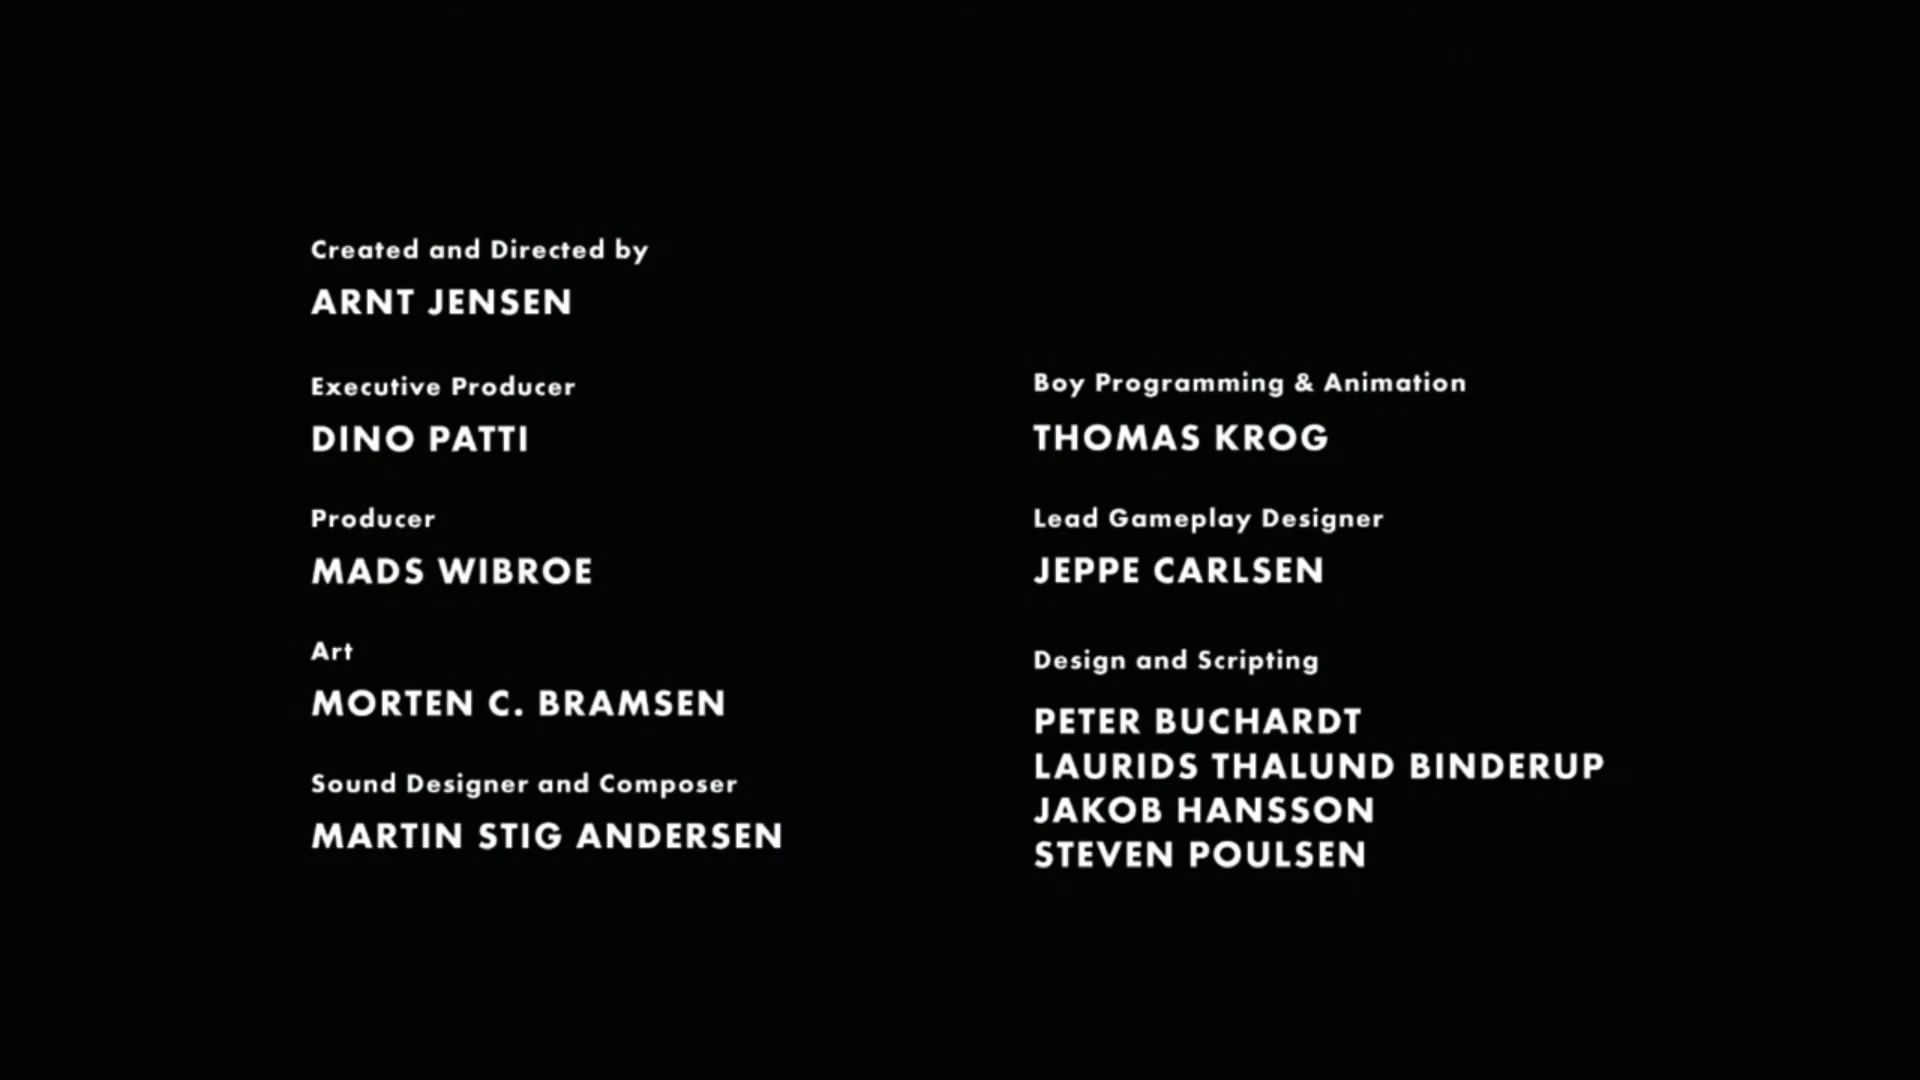 Created and Directed by
ARNT JENSEN
Executive Producer
DINO PATTI
Producer
MADS WIBROE
Art
MORTEN C. BRAMSEN
Sound Designer and Composer
MARTIN STIG ANDERSEN
Boy Programming & Animation
THOMAS KROG
Lead Gameplay Designer
JEPPE CARLSEN
Design and Scripting
PETER BUCHARDT
LAURIDS THALUND BINDERUP
JAKOB HANSSON
STEVEN POULSEN